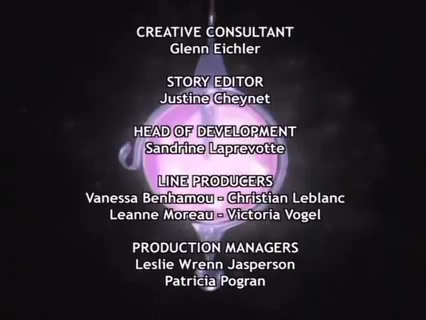 CREATIVE CONSULTANT
Glenn Eichler
STORY EDITOR
Justine Cheynet
HEAD OF DEVELOPMENT
Sandrine Laprevotte
LINE PRODUCERS
Vanessa Benhamou - Christian Leblanc
Leanne Moreau - Victoria Vogel
PRODUCTION MANAGERS
Leslie Wrenn Jasperson
Patricia Pogran